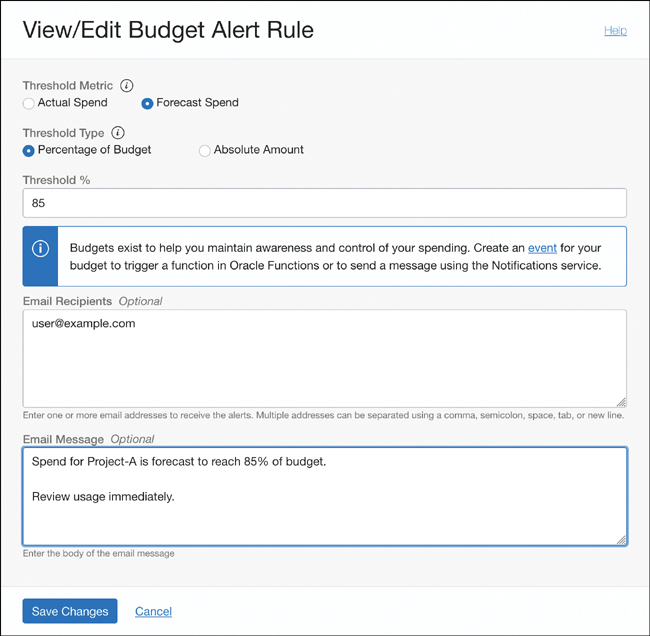 View/Edit Budget Alert Rule
Help
Threshold Metric
Actual Spend
Forecast Spend
Threshold Type
Percentage of Budget
Absolute Amount
Threshold %
85
Budgets exist to help you maintain awareness and control of your spending. Create an event for your
budget to trigger a function in Oracle Functions or to send a message using the Notifications service.
Email Recipients Optional
user@example.com
Enter one or more email addresses to receive the alerts. Multiple addresses can be separated using a comma, semicolon, space, tab, or new line.
Email Message Optional
Spend for Project-A is forecast to reach 85% of budget.
Review usage immediately.
Enter the body of the email message
Save Changes
Cancel